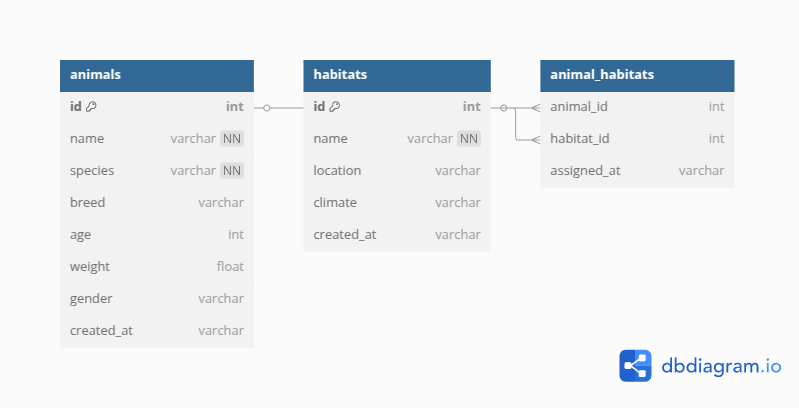 animals
id int
name varchar NN
species varchar NN
breed varchar
age int
weight float
gender varchar
created_at varchar
habitats
id int
name varchar NN
location varchar
climate varchar
created_at varchar
animal_habitats
animal_id int
habitat_id int
assigned_at varchar
dbdiagram.io